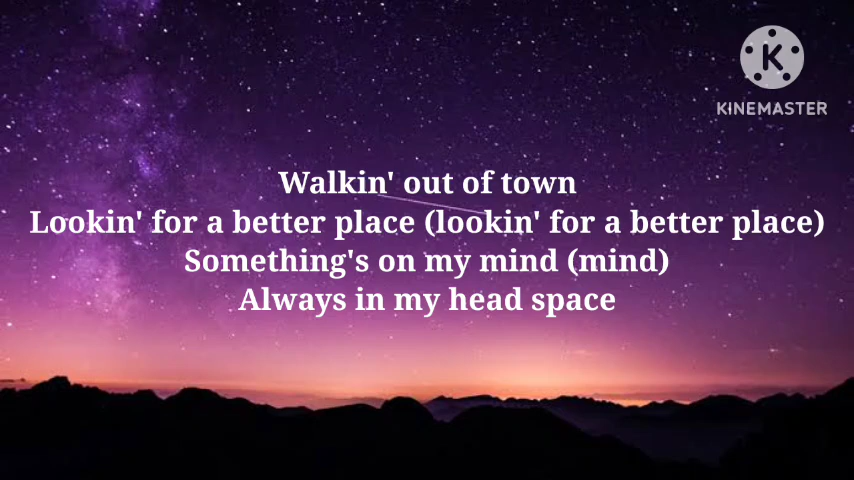 KINEMASTER
Walkin' out of town
Lookin' for a better place (lookin' for a better place)
Something's on my mind (mind)
Always in my head space